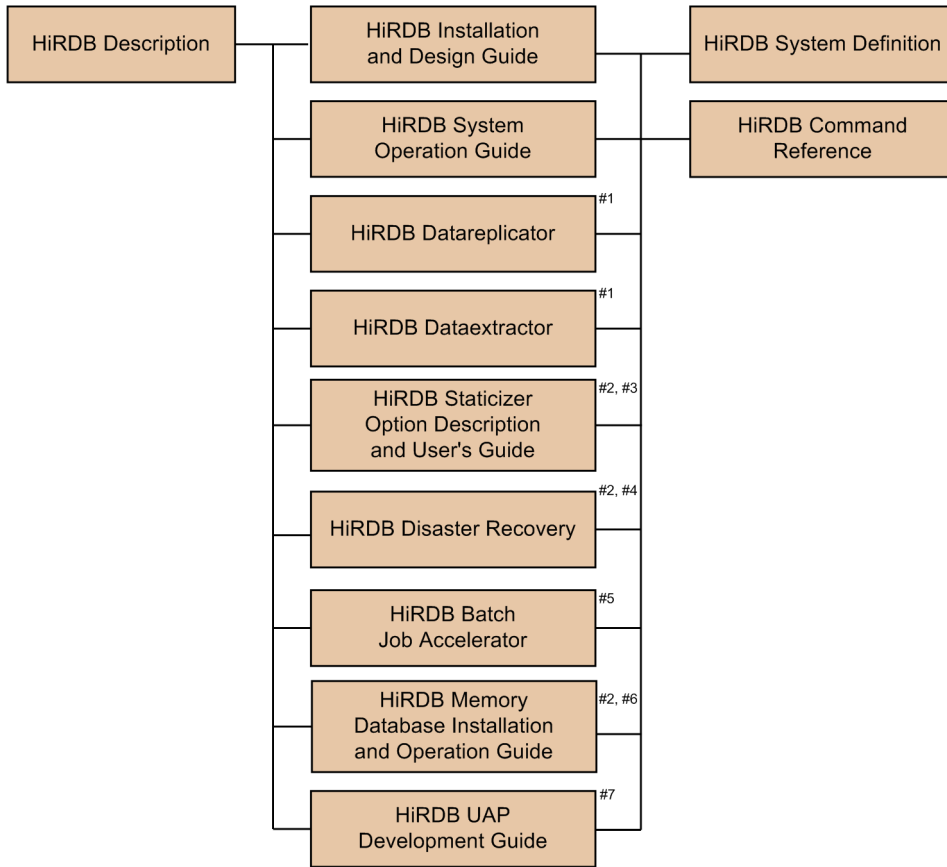 HiRDB Description
HiRDB Installation
and Design Guide
HiRDB System Definition
HiRDB System
Operation Guide
HiRDB Command
Reference
#1
HiRDB Datareplicator
#1
HiRDB Dataextractor
#2, #3
HiRDB Staticizer
Option Description
and User's Guide
#2, #4
HiRDB Disaster Recovery
#5
HiRDB Batch
Job Accelerator
#2, #6
HiRDB Memory
Database Installation
and Operation Guide
#7
HiRDB UAP
Development Guide